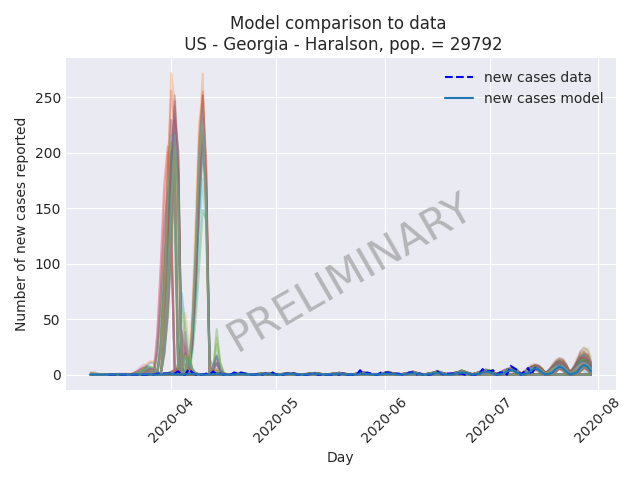 Model comparison to data
US - Georgia - Haralson, pop. = 29792
new cases data
new cases model
Number of new cases reported
250
200
150
100
50
0
PRELIMINARY
2020-04
2020-05
2020-06
2020-07
2020-08
Day